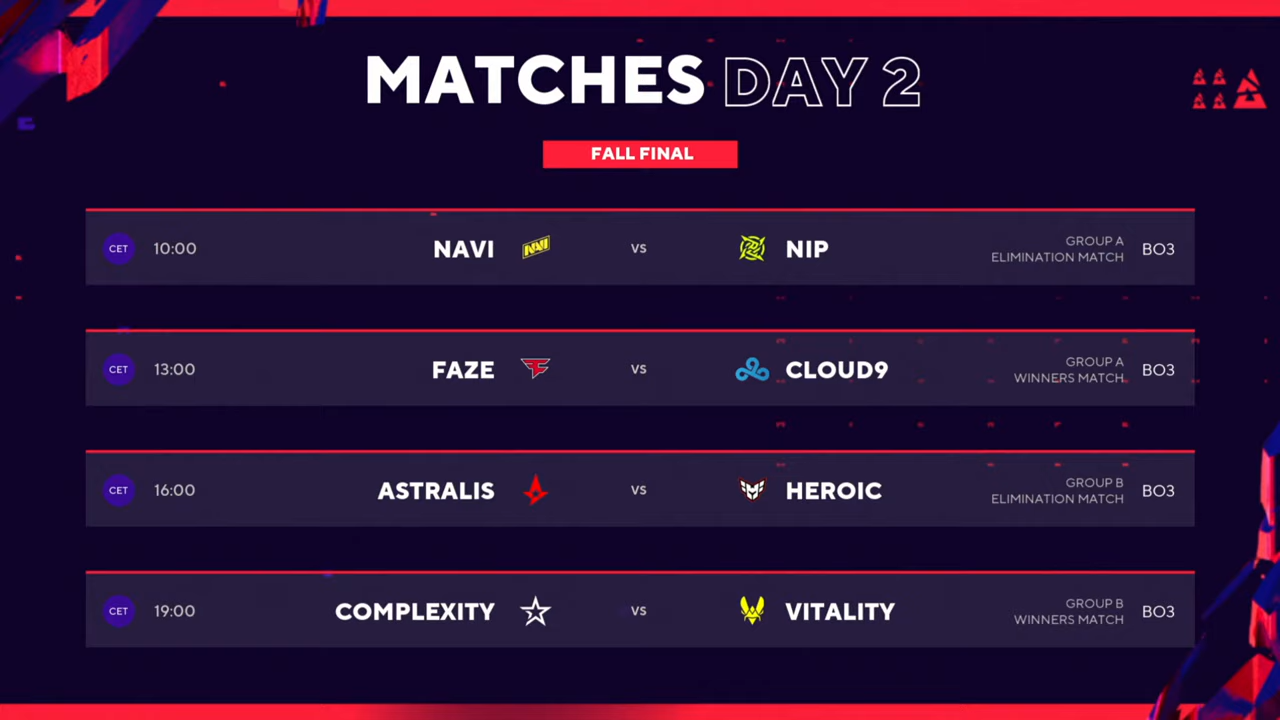 MATCHES DAY 2
FALL FINAL
CET 10:00 NAVI NAVI VS NIP GROUP A ELIMINATION MATCH BO3
CET 13:00 FAZE VS CLOUD9 GROUP A WINNERS MATCH BO3
CET 16:00 ASTRALIS VS HEROIC GROUP B ELIMINATION MATCH BO3
CET 19:00 COMPLEXITY VS VITALITY GROUP B WINNERS MATCH BO3